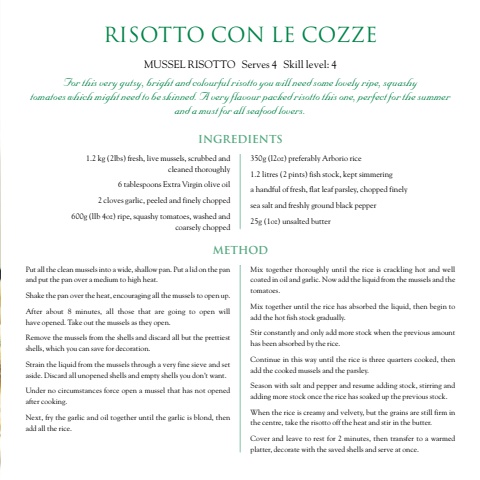 RISOTTO CON LE COZZE
MUSSEL RISOTTO Serves 4 Skill level: 4
For this very gutsy, bright and colourful risotto you will need some lovely ripe, squashy
tomatoes which might need to be skinned. A very flavour packed risotto this one, perfect for the summer
and a must for all seafood lovers.
INGREDIENTS
1.2 kg (2lbs) fresh, live mussels, scrubbed and
cleaned thoroughly
6 tablespoons Extra Virgin olive oil
2 cloves garlic, peeled and finely chopped
600g (1lb 4oz) ripe, squashy tomatoes, washed and
coarsely chopped
350g (12oz) preferably Arborio rice
1.2 litres (2 pints) fish stock, kept simmering
a handful of fresh, flat leaf parsley, chopped finely
sea salt and freshly ground black pepper
25g (1oz) unsalted butter
METHOD
Put all the clean mussels into a wide, shallow pan. Put a lid on the pan
and put the pan over a medium to high heat.
Shake the pan over the heat, encouraging all the mussels to open up.
After about 8 minutes, all those that are going to open will
have opened. Take out the mussels as they open.
Remove the mussels from the shells and discard all but the prettiest
shells, which you can save for decoration.
Strain the liquid from the mussels through a very fine sieve and set
aside. Discard all unopened shells and empty shells you don't want.
Under no circumstances force open a mussel that has not opened
after cooking.
Next, fry the garlic and oil together until the garlic is blond, then
add all the rice.
Mix together thoroughly until the rice is crackling hot and well
coated in oil and garlic. Now add the liquid from the mussels and the
tomatoes.
Mix together until the rice has absorbed the liquid, then begin to
add the hot fish stock gradually.
Stir constantly and only add more stock when the previous amount
has been absorbed by the rice.
Continue in this way until the rice is three quarters cooked, then
add the cooked mussels and the parsley.
Season with salt and pepper and resume adding stock, stirring and
adding more stock once the rice has soaked up the previous stock.
When the rice is creamy and velvety, but the grains are still firm in
the centre, take the risotto off the heat and stir in the butter.
Cover and leave to rest for 2 minutes, then transfer to a warmed
platter, decorate with the saved shells and serve at once.